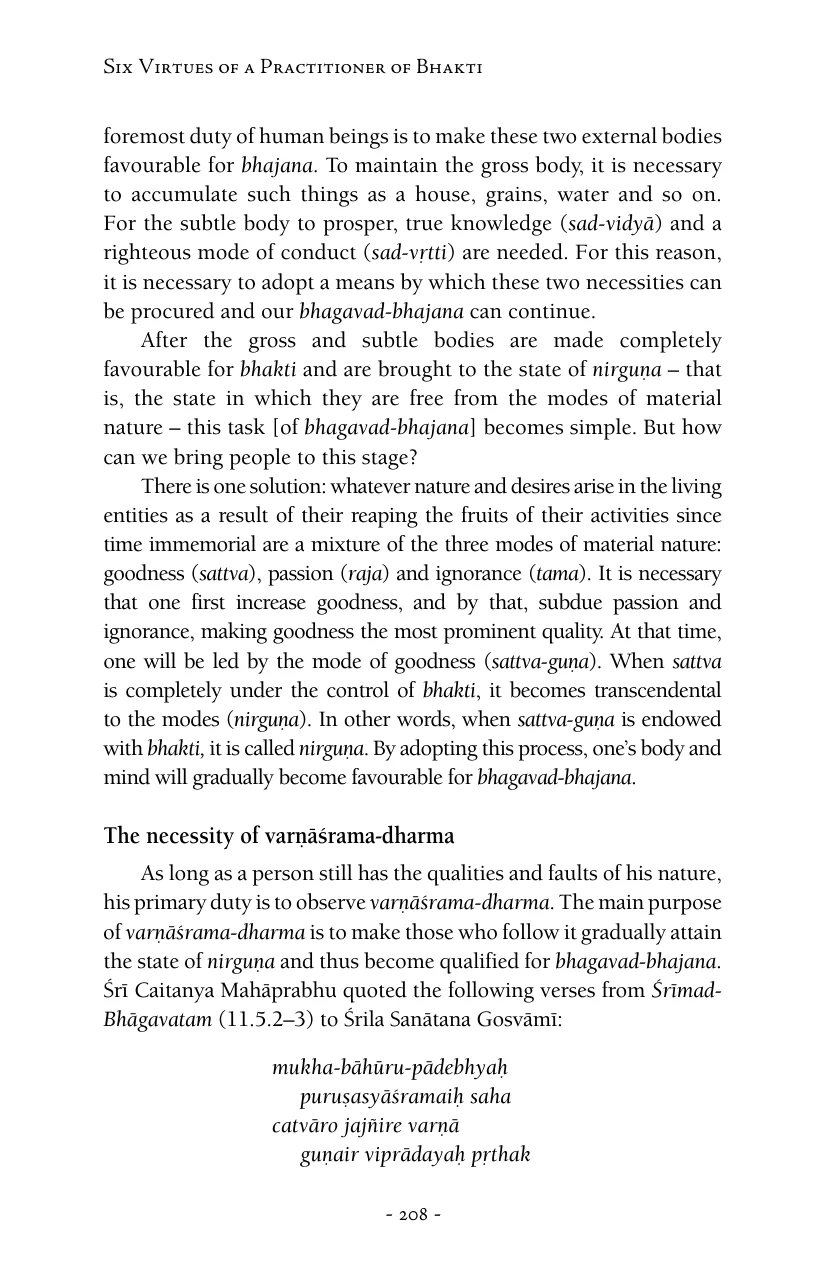 Six Virtues of a Practitioner of Bhakti
foremost duty of human beings is to make these two external bodies
favourable for bhajana. To maintain the gross body, it is necessary
to accumulate such things as a house, grains, water and so on.
For the subtle body to prosper, true knowledge (sad-vidyā) and a
righteous mode of conduct (sad-vṛtti) are needed. For this reason,
it is necessary to adopt a means by which these two necessities can
be procured and our bhagavad-bhajana can continue.
After the gross and subtle bodies are made completely
favourable for bhakti and are brought to the state of nirguṇa – that
is, the state in which they are free from the modes of material
nature – this task [of bhagavad-bhajana] becomes simple. But how
can we bring people to this stage?
There is one solution: whatever nature and desires arise in the living
entities as a result of their reaping the fruits of their activities since
time immemorial are a mixture of the three modes of material nature:
goodness (sattva), passion (raja) and ignorance (tama). It is necessary
that one first increase goodness, and by that, subdue passion and
ignorance, making goodness the most prominent quality. At that time,
one will be led by the mode of goodness (sattva-guṇa). When sattva
is completely under the control of bhakti, it becomes transcendental
to the modes (nirguṇa). In other words, when sattva-guṇa is endowed
with bhakti, it is called nirguṇa. By adopting this process, one's body and
mind will gradually become favourable for bhagavad-bhajana.
The necessity of varṇāśrama-dharma
As long as a person still has the qualities and faults of his nature,
his primary duty is to observe varṇāśrama-dharma. The main purpose
of varṇāśrama-dharma is to make those who follow it gradually attain
the state of nirguṇa and thus become qualified for bhagavad-bhajana.
Śrī Caitanya Mahāprabhu quoted the following verses from Śrīmad-
Bhāgavatam (11.5.2–3) to Śrila Sanātana Gosvāmī:
mukha-bāhūru-pādebhyaḥ
puruṣasyāśramaiḥ saha
catvāro jajñire varṇā
guṇair viprādayaḥ pṛthak
- 208 -